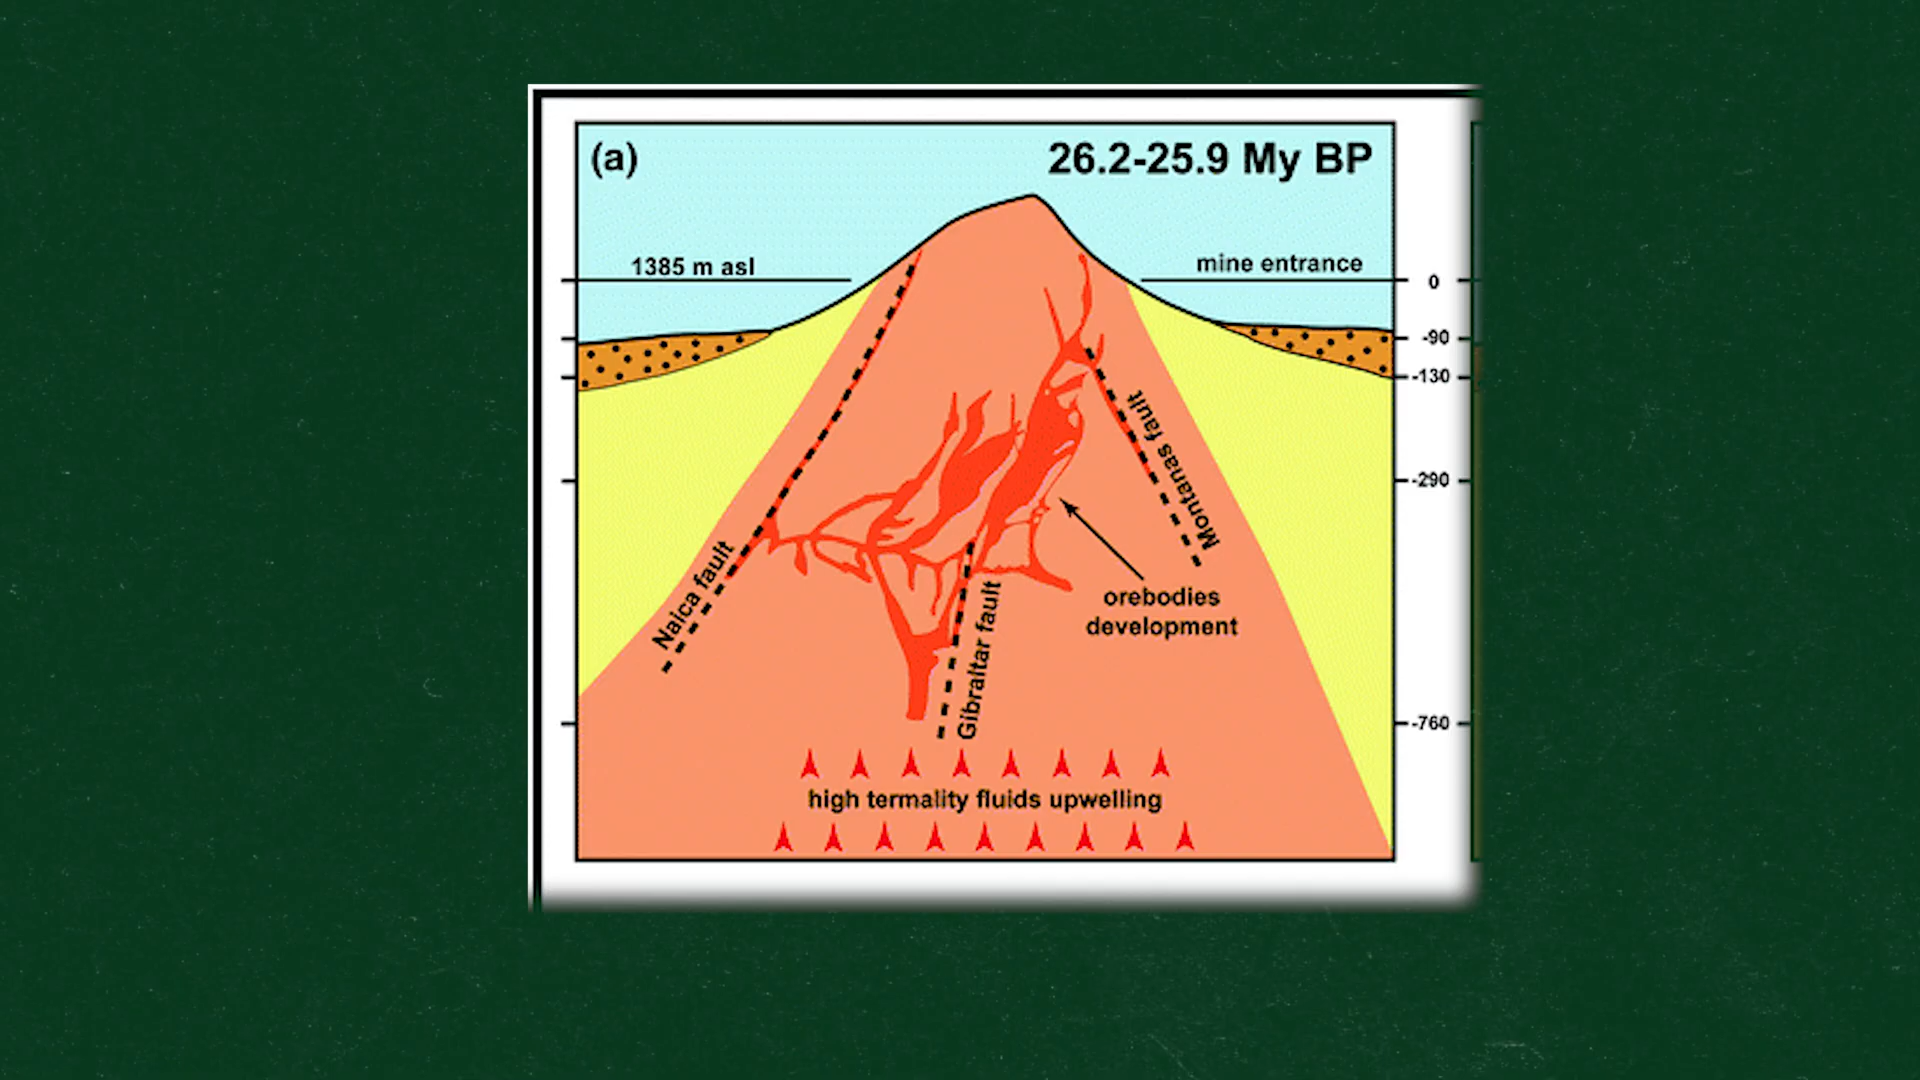 (a)
26.2-25.9 My BP
1385 m asl
mine entrance
0
-90
-130
-290
-760
Naica fault
Gibraltar fault
Montanas fault
orebodies
development
high termality fluids upwelling